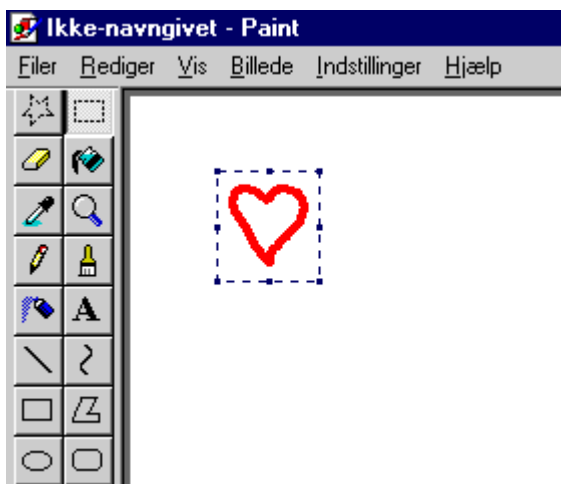 Ikke-navngivet - Paint
Filer Rediger Vis Billede Indstillinger Hjælp
A